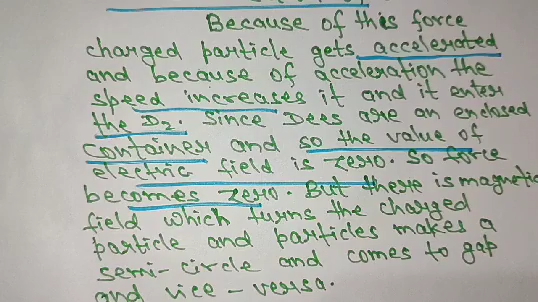 Because of this force
charged particle gets accelerated
and because of acceleration the
speed increases it and it enter
the D2. Since Dees are an enclosed
container and so the value of
electric field is zero. So force
becomes zero. But there is magnetic
field which turns the charged
particle and particles makes a
semi-circle and comes to gap
and vice-versa.